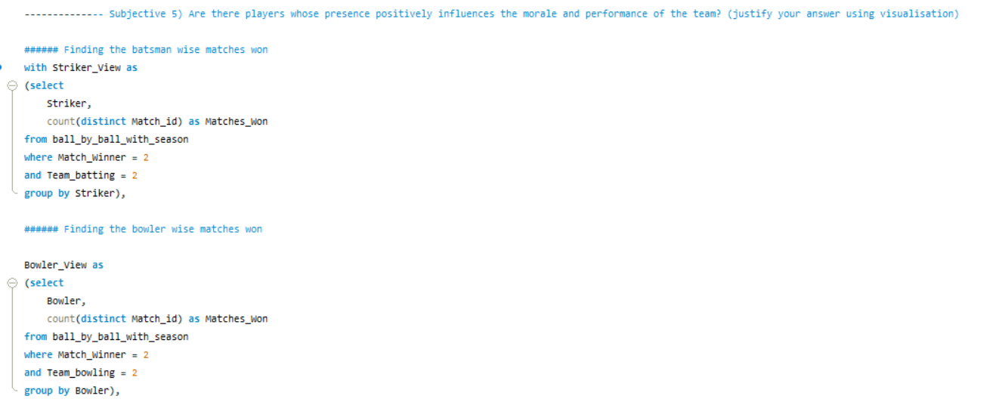 -------------- Subjective 5) Are there players whose presence positively influences the morale and performance of the team? (justify your answer using visualisation)
###### Finding the batsman wise matches won
with Striker_View as
(select
Striker,
count(distinct Match_id) as Matches_Won
from ball_by_ball_with_season
where Match_Winner = 2
and Team_batting = 2
group by Striker),
###### Finding the bowler wise matches won
Bowler_View as
(select
Bowler,
count(distinct Match_id) as Matches_Won
from ball_by_ball_with_season
where Match_Winner = 2
and Team_bowling = 2
group by Bowler),